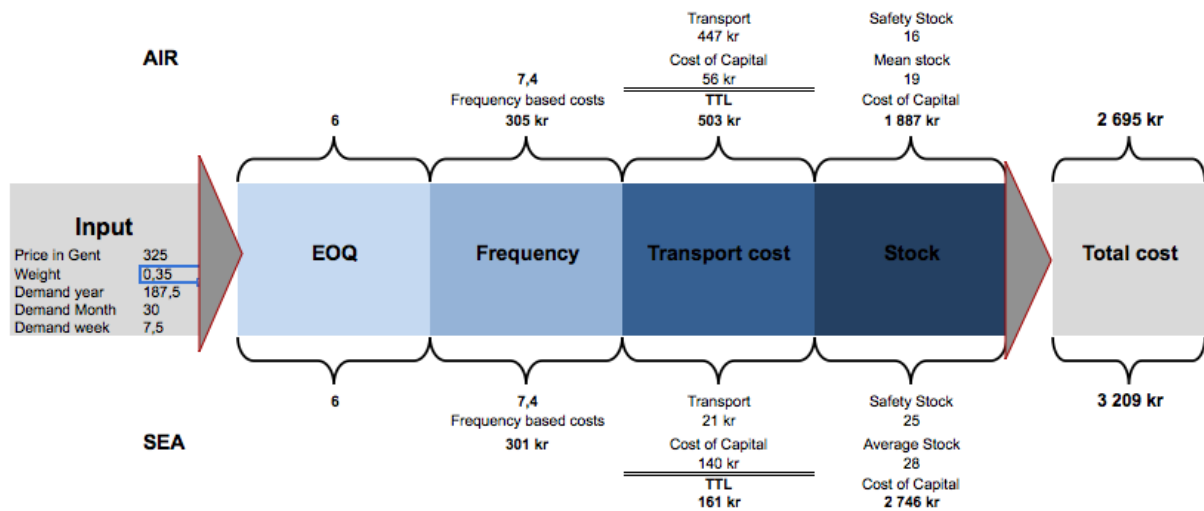 AIR
Transport
447 kr
Cost of Capital
56 kr
TTL
503 kr
Safety Stock
16
Mean stock
19
Cost of Capital
1 887 kr
7,4
Frequency based costs
305 kr
6
2 695 kr
Input
Price in Gent 325
Weight 0,35
Demand year 187,5
Demand Month 30
Demand week 7,5
EOQ
Frequency
Transport cost
Stock
Total cost
SEA
6
7,4
Frequency based costs
301 kr
Transport
21 kr
Cost of Capital
140 kr
TTL
161 kr
Safety Stock
25
Average Stock
28
Cost of Capital
2 746 kr
3 209 kr